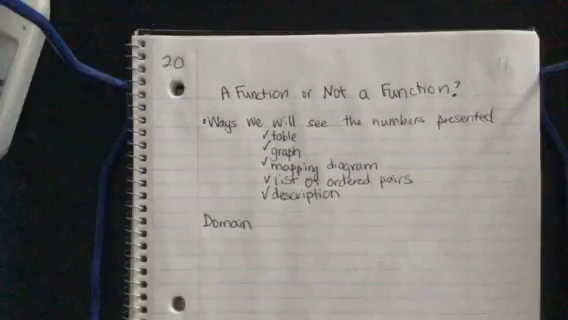 20
A Function or Not a Function?
•Ways we will see the numbers presented
✓table
✓graph
✓mapping diagram
✓list of ordered pairs
✓description
Domain